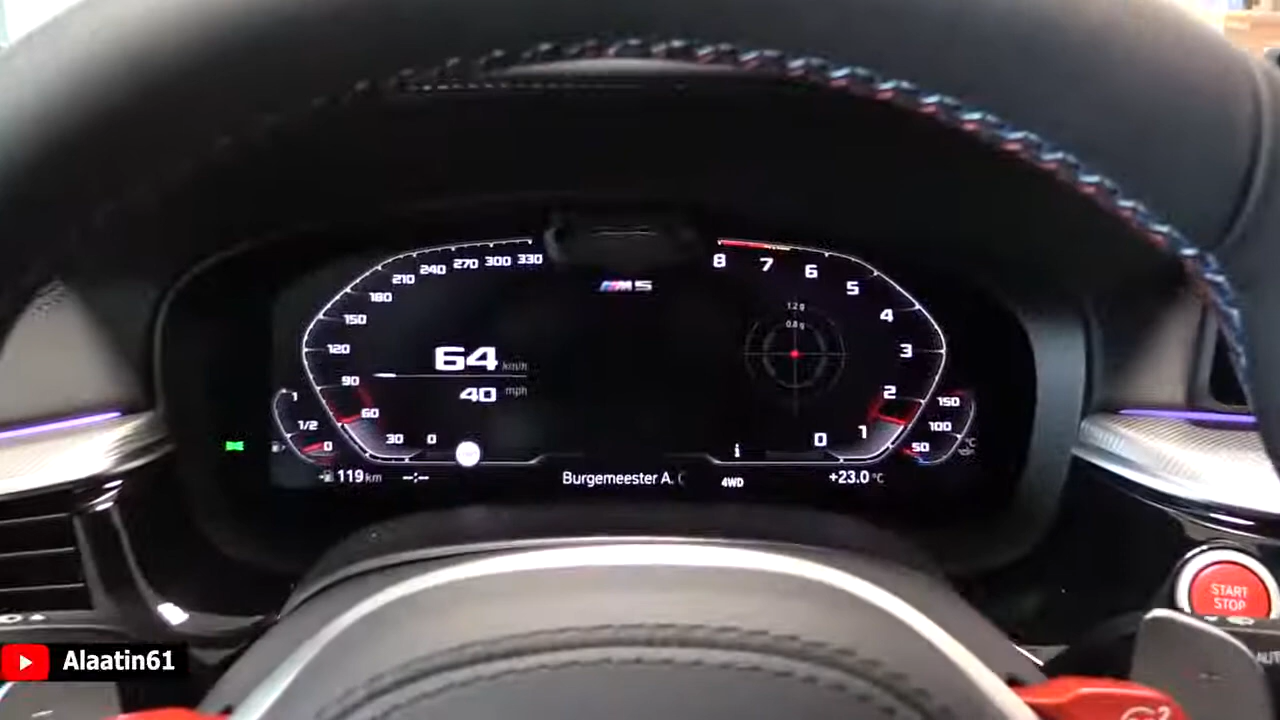 210 240 270 300 330
180
150
120
90
60
30 0
M5
64 km/h
40 mph
8 7 6 5 4 3 2 1 0
1.2 g
0.8 g
1
1/2
0
150
100
50
°C
119 km
--:--
Burgemeester A.
4WD
+23.0 °C
START
STOP
Alaatin61